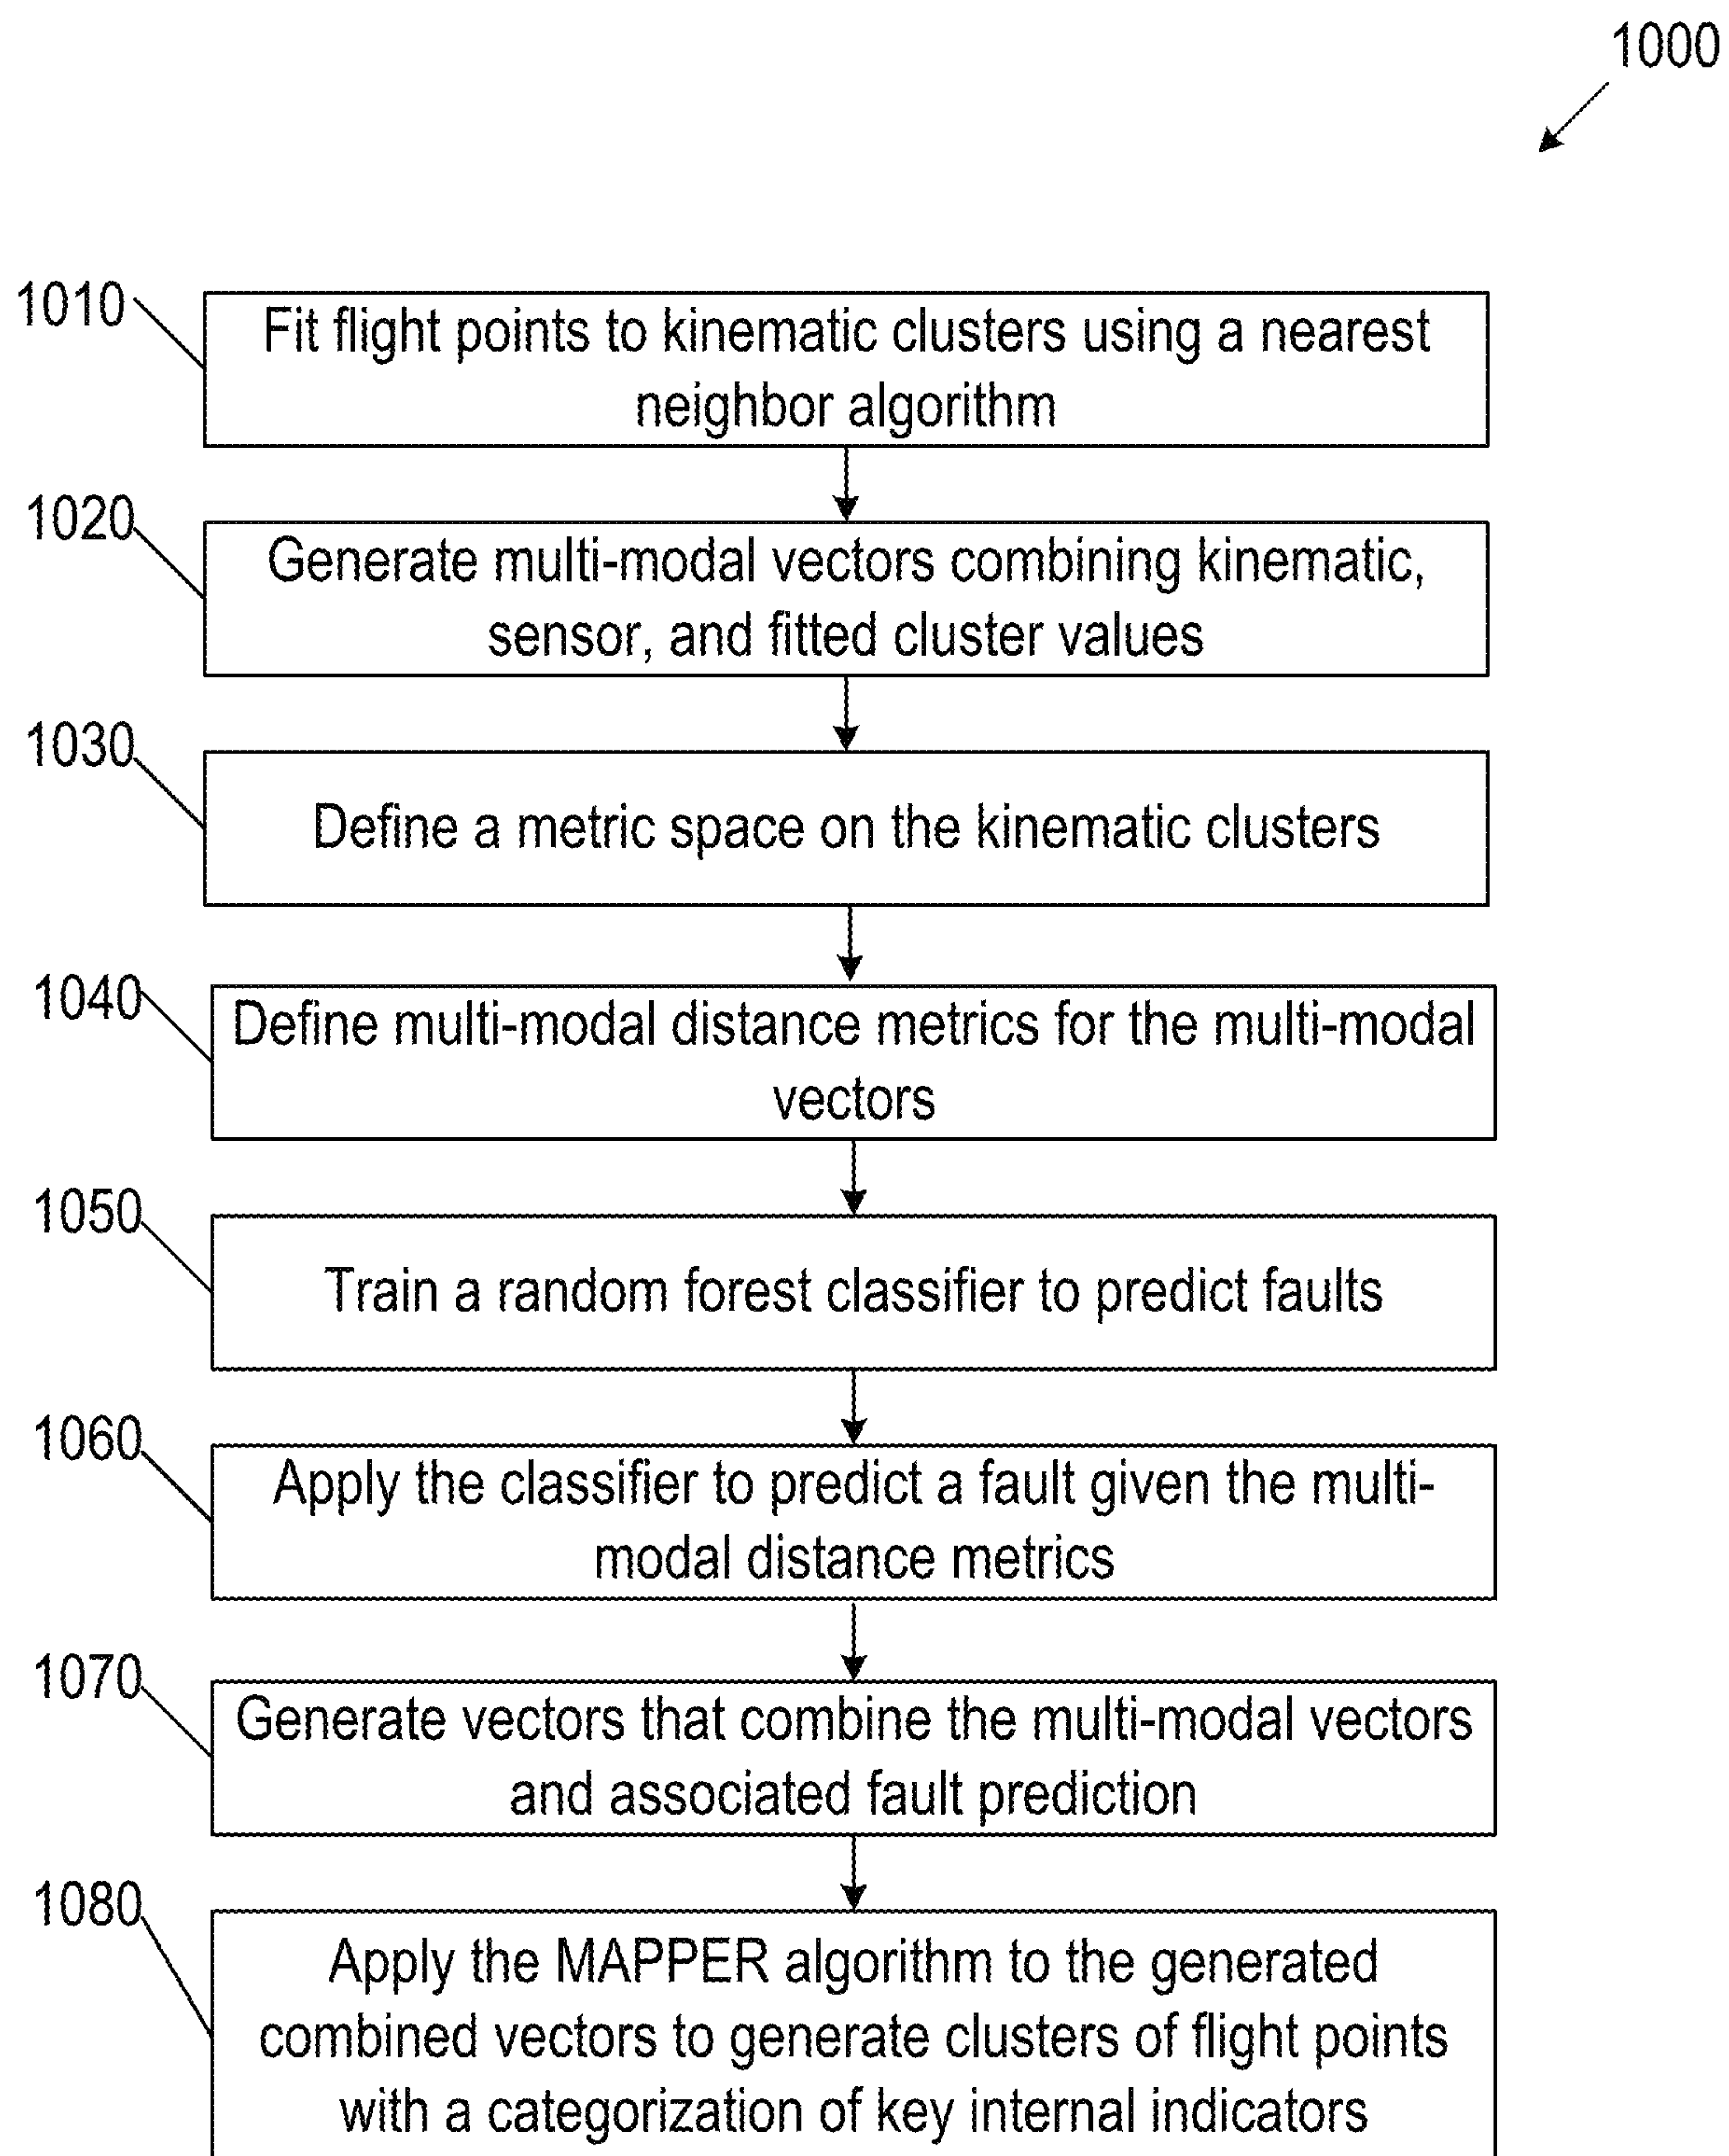 1000
1010
Fit flight points to kinematic clusters using a nearest
neighbor algorithm
1020
Generate multi-modal vectors combining kinematic,
sensor, and fitted cluster values
1030
Define a metric space on the kinematic clusters
1040
Define multi-modal distance metrics for the multi-modal
vectors
1050
Train a random forest classifier to predict faults
1060
Apply the classifier to predict a fault given the multi-
modal distance metrics
1070
Generate vectors that combine the multi-modal vectors
and associated fault prediction
1080
Apply the MAPPER algorithm to the generated
combined vectors to generate clusters of flight points
with a categorization of key internal indicators